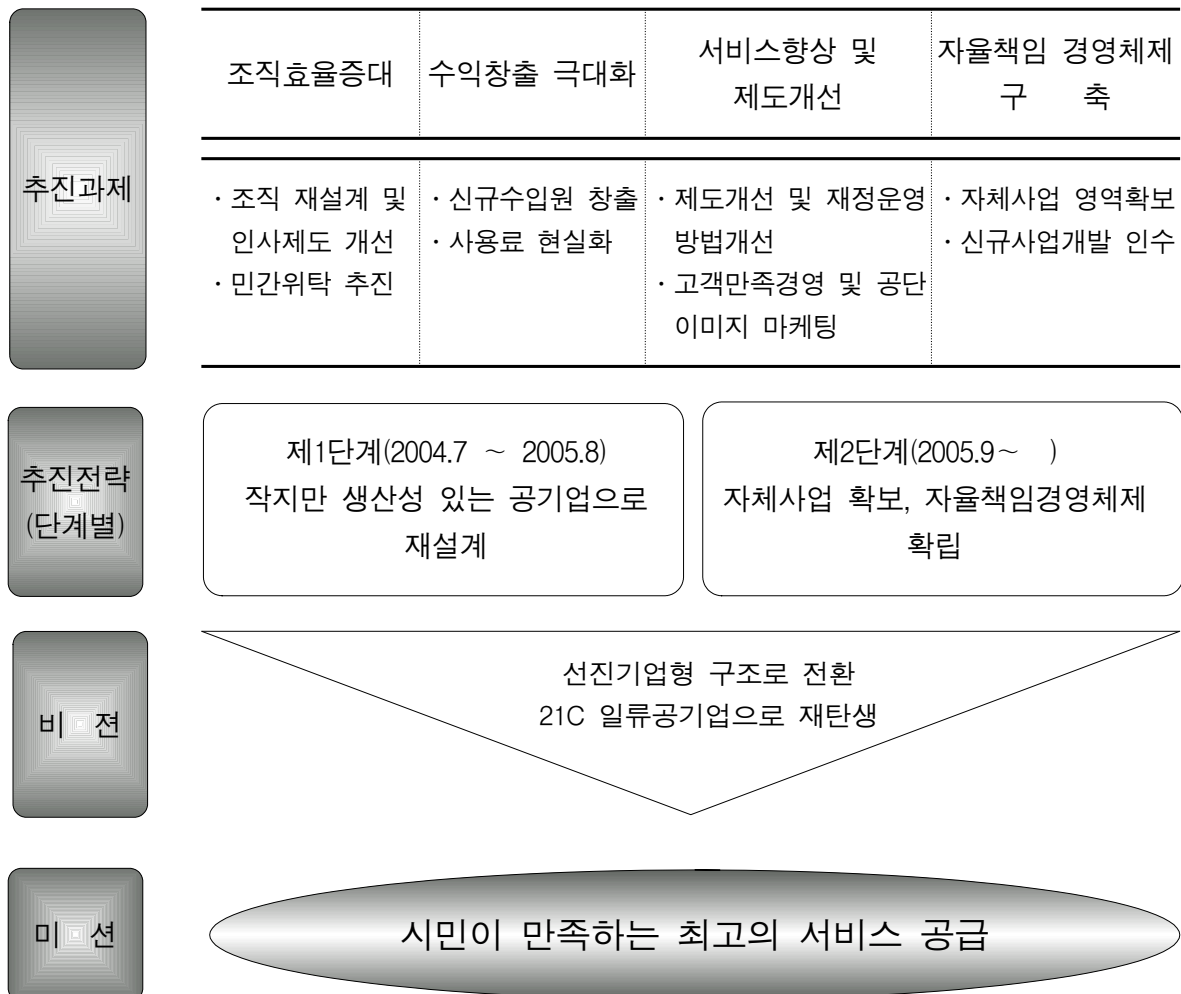 추진과제
조직효율증대
수익창출 극대화
서비스향상 및
제도개선
자율책임 경영체제
구 축
· 조직 재설계 및
인사제도 개선
· 민간위탁 추진
· 신규수입원 창출
· 사용료 현실화
· 제도개선 및 재정운영
방법개선
· 고객만족경영 및 공단
이미지 마케팅
· 자체사업 영역확보
· 신규사업개발 인수
추진전략
(단계별)
제1단계(2004.7 ~ 2005.8)
작지만 생산성 있는 공기업으로
재설계
제2단계(2005.9~ )
자체사업 확보, 자율책임경영체제
확립
비 젼
선진기업형 구조로 전환
21C 일류공기업으로 재탄생
미 션
시민이 만족하는 최고의 서비스 공급